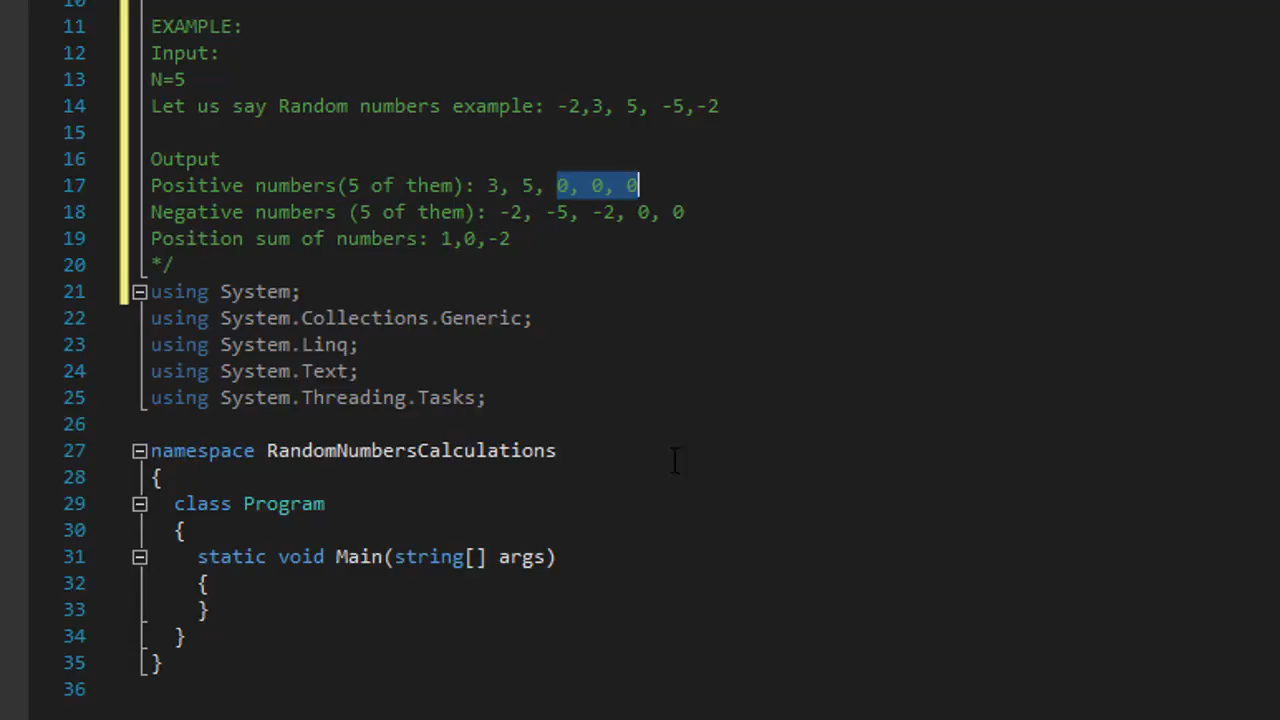 10
11 EXAMPLE:
12 Input:
13 N=5
14 Let us say Random numbers example: -2,3, 5, -5,-2
15
16 Output
17 Positive numbers(5 of them): 3, 5, 0, 0, 0
18 Negative numbers (5 of them): -2, -5, -2, 0, 0
19 Position sum of numbers: 1,0,-2
20 */
21 using System;
22 using System.Collections.Generic;
23 using System.Linq;
24 using System.Text;
25 using System.Threading.Tasks;
26
27 namespace RandomNumbersCalculations
28 {
29 class Program
30 {
31 static void Main(string[] args)
32 {
33 }
34 }
35 }
36